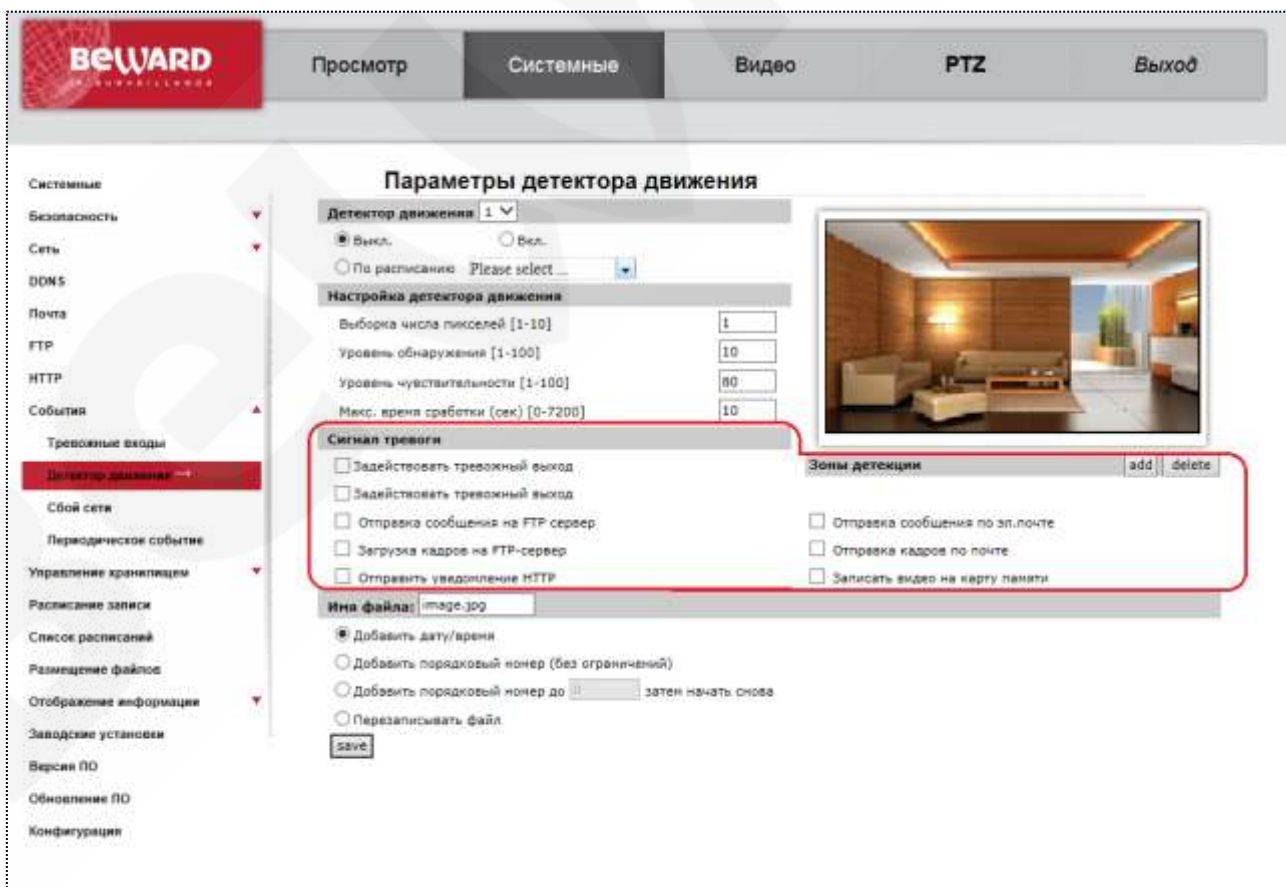 BEWARD
Просмотр
Системные
Видео
PTZ
Выход
Системные
Безопасность
Сеть
DDNS
Почта
FTP
HTTP
События
Тревожные входы
Детектор движения
Сбой сети
Периодическое событие
Управление хранилищем
Расписание записи
Список расписаний
Размещение файлов
Отображение информации
Заводские установки
Версия ПО
Обновление ПО
Конфигурация
Параметры детектора движения
Детектор движения 1
Выкл. Вкл.
По расписанию Please select ...
Настройка детектора движения
Выборка числа пикселей [1-10] 1
Уровень обнаружения [1-100] 10
Уровень чувствительности [1-100] 80
Макс. время сработки (сек) [0-7200] 10
Сигнал тревоги
Задействовать тревожный выход
Зоны детекции add delete
Задействовать тревожный выход
Отправка сообщения на FTP сервер Отправка сообщения по эл.почте
Загрузка кадров на FTP-сервер Отправка кадров по почте
Отправить уведомление HTTP Записать видео на карту памяти
Имя файла: image.jpg
Добавить дату/время
Добавить порядковый номер (без ограничений)
Добавить порядковый номер до 0 затем начать снова
Перезаписывать файл
save